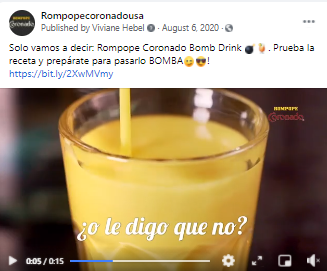 Rompopecoronadousa
Published by Viviane Hebel · August 6, 2020 ·
Solo vamos a decir: Rompope Coronado Bomb Drink 💣🍹. Prueba la
receta y prepárate para pasarlo BOMBA😋😎!
https://bit.ly/2XwMVmy
ROMPOPE
Coronado
¿o le digo que no?
0:05 / 0:15